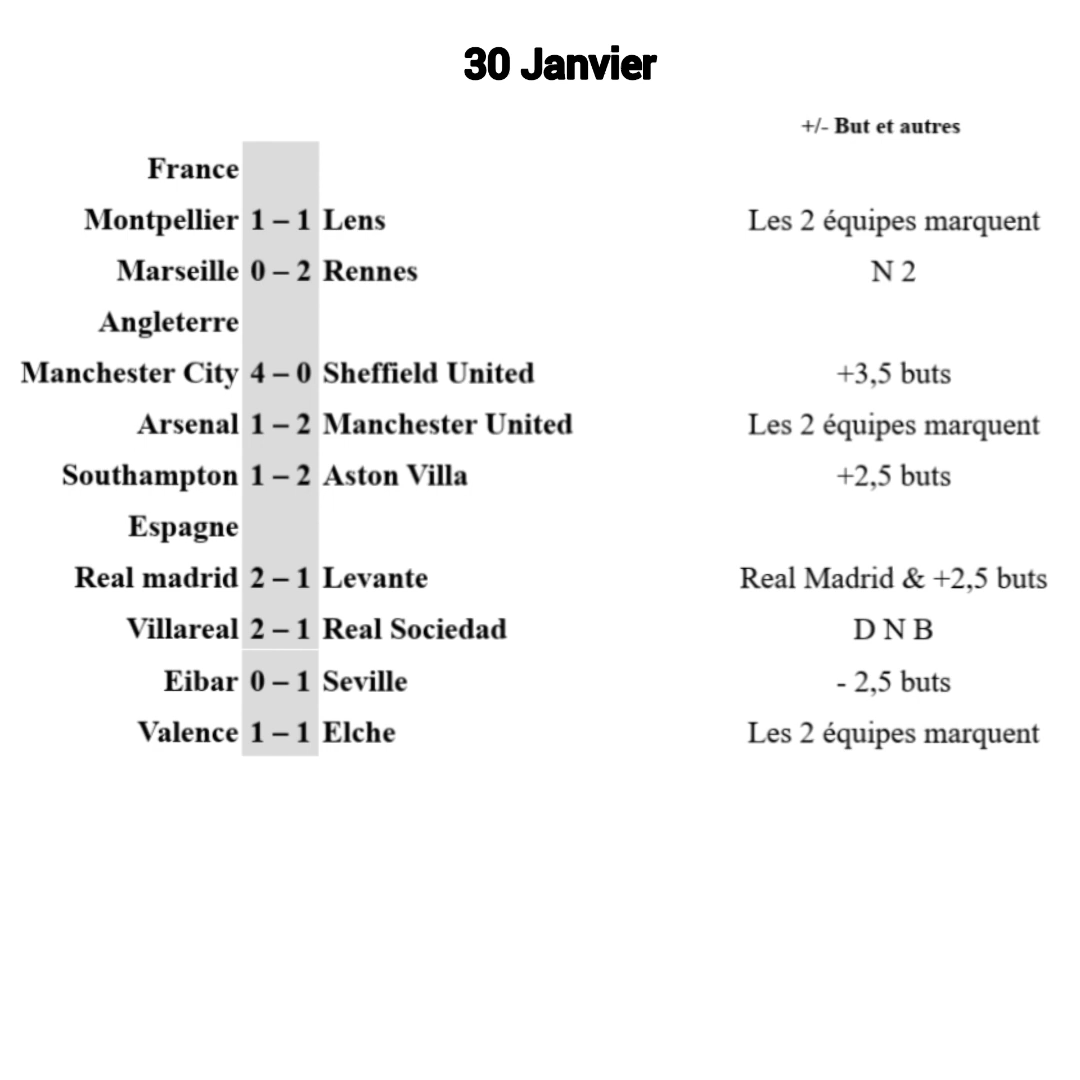 30 Janvier
+/- But et autres
France
Montpellier 1 – 1 Lens Les 2 équipes marquent
Marseille 0 – 2 Rennes N 2
Angleterre
Manchester City 4 – 0 Sheffield United +3,5 buts
Arsenal 1 – 2 Manchester United Les 2 équipes marquent
Southampton 1 – 2 Aston Villa +2,5 buts
Espagne
Real madrid 2 – 1 Levante Real Madrid & +2,5 buts
Villareal 2 – 1 Real Sociedad D N B
Eibar 0 – 1 Seville - 2,5 buts
Valence 1 – 1 Elche Les 2 équipes marquent